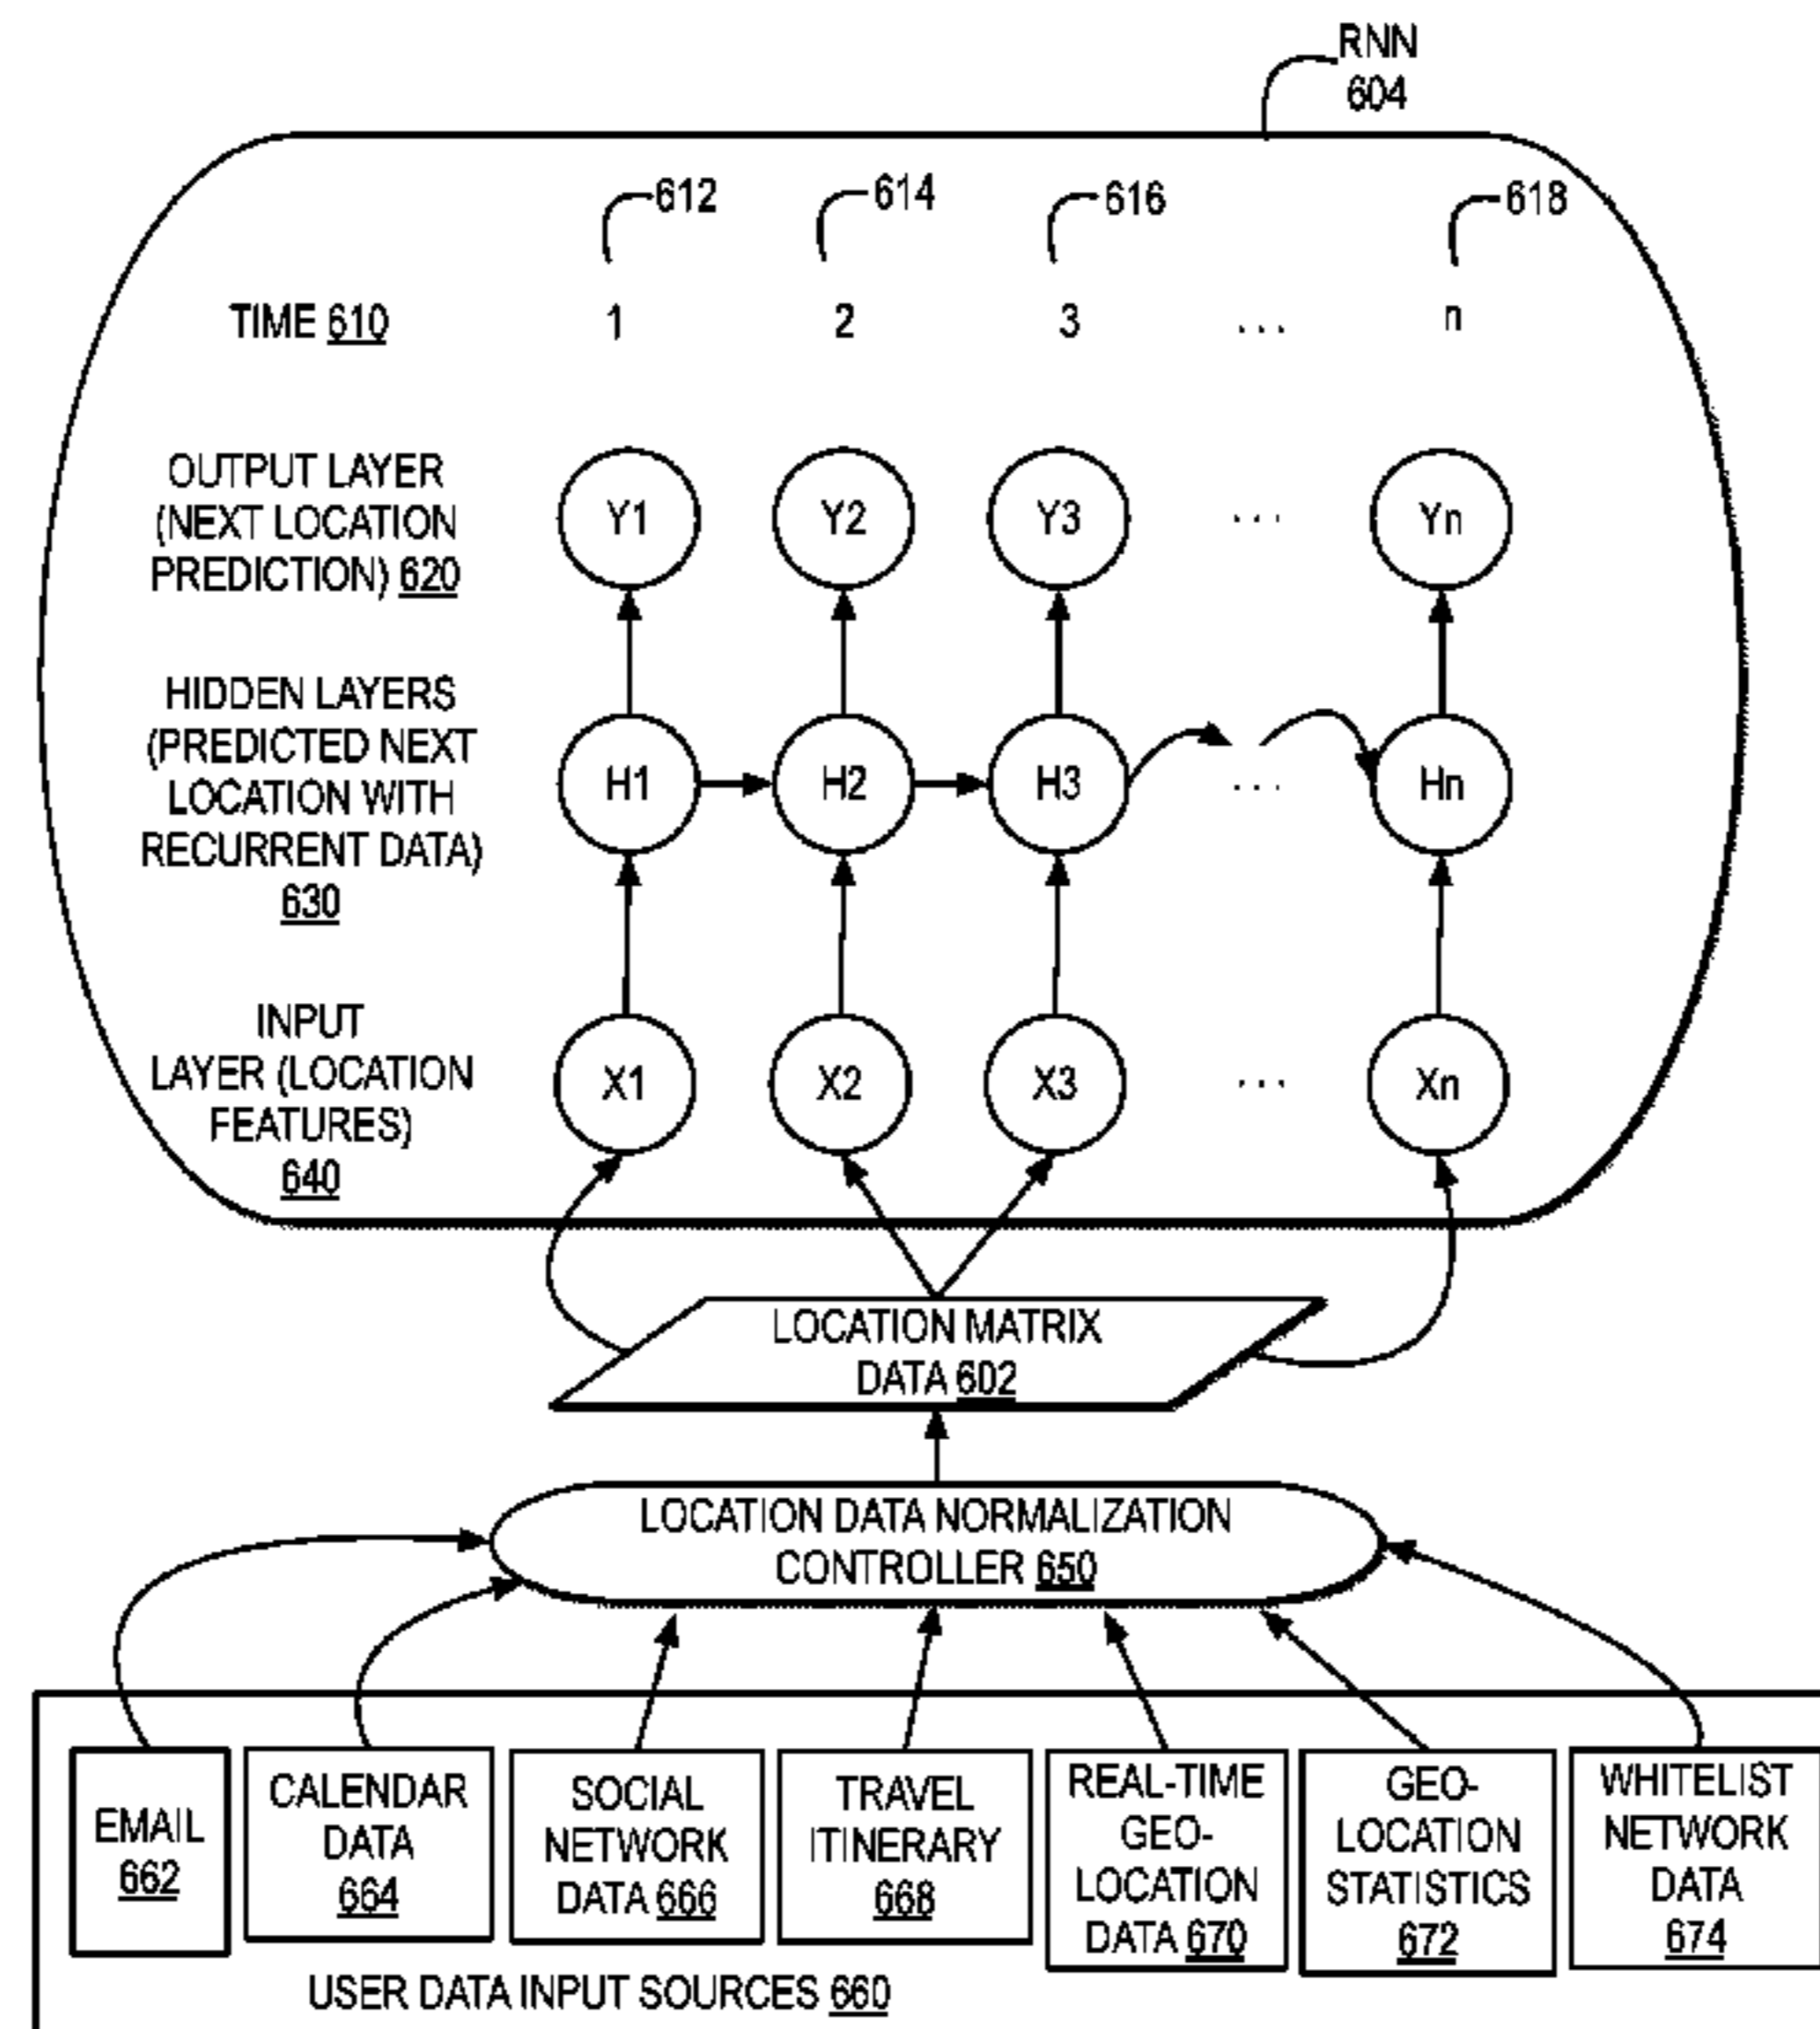 RNN
604
612
614
616
618
TIME 610
1
2
3
...
n
OUTPUT LAYER
(NEXT LOCATION
PREDICTION) 620
Y1
Y2
Y3
...
Yn
HIDDEN LAYERS
(PREDICTED NEXT
LOCATION WITH
RECURRENT DATA)
630
H1
H2
H3
...
...
Hn
INPUT
LAYER (LOCATION
FEATURES)
640
X1
X2
X3
...
Xn
LOCATION MATRIX
DATA 602
LOCATION DATA NORMALIZATION
CONTROLLER 650
EMAIL
662
CALENDAR
DATA
664
SOCIAL
NETWORK
DATA 666
TRAVEL
ITINERARY
668
REAL-TIME
GEO-
LOCATION
DATA 670
GEO-
LOCATION
STATISTICS
672
WHITELIST
NETWORK
DATA
674
USER DATA INPUT SOURCES 660